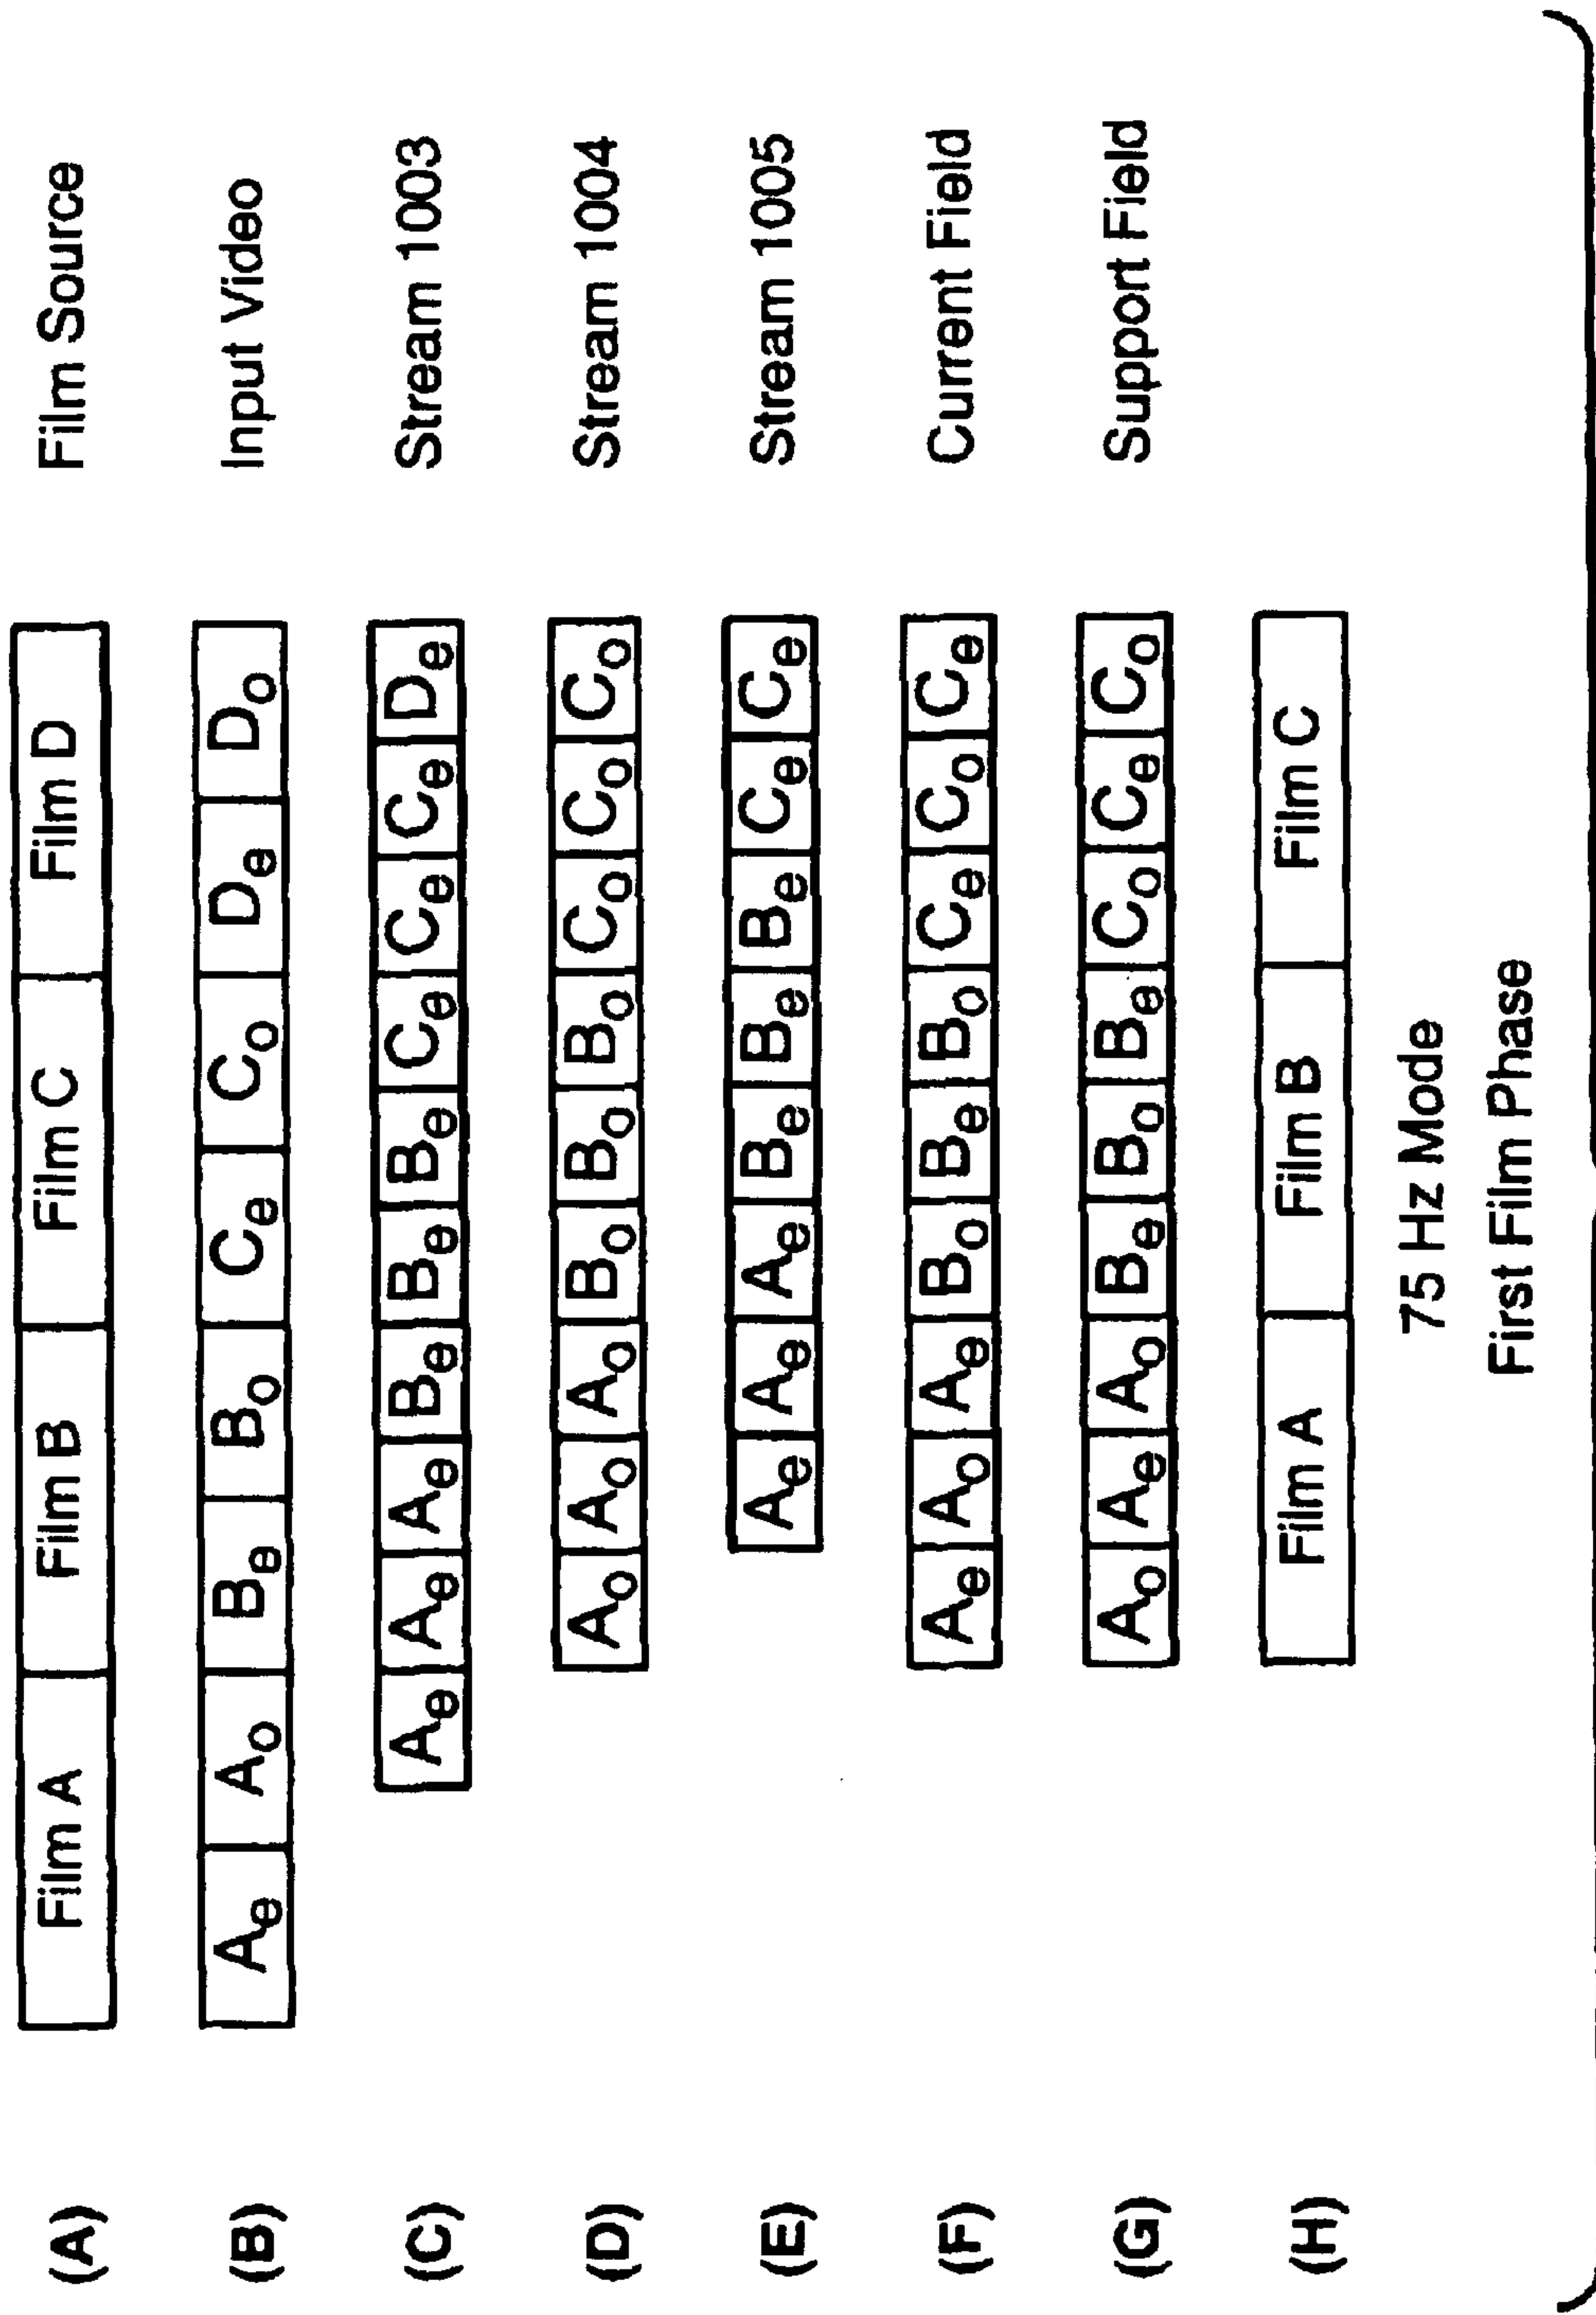 (A) Film A Film B Film C Film D Film Source
(B) Ae Ao Be Bo Ce Co De Do Input Video
(C) Ae Ae Ae Be Be Be Ce Ce Ce De Stream 1003
(D) Ao Ao Ao Bo Bo Bo Co Co Co Stream 1004
(E) Ae Ae Ae Be Be Be Ce Ce Stream 1005
(F) Ae Ao Ae Bo Be Bo Ce Co Ce Current Field
(G) Ao Ae Ao Be Bo Be Co Ce Co Support Field
(H) Film A Film B Film C
75 Hz Mode
First Film Phase